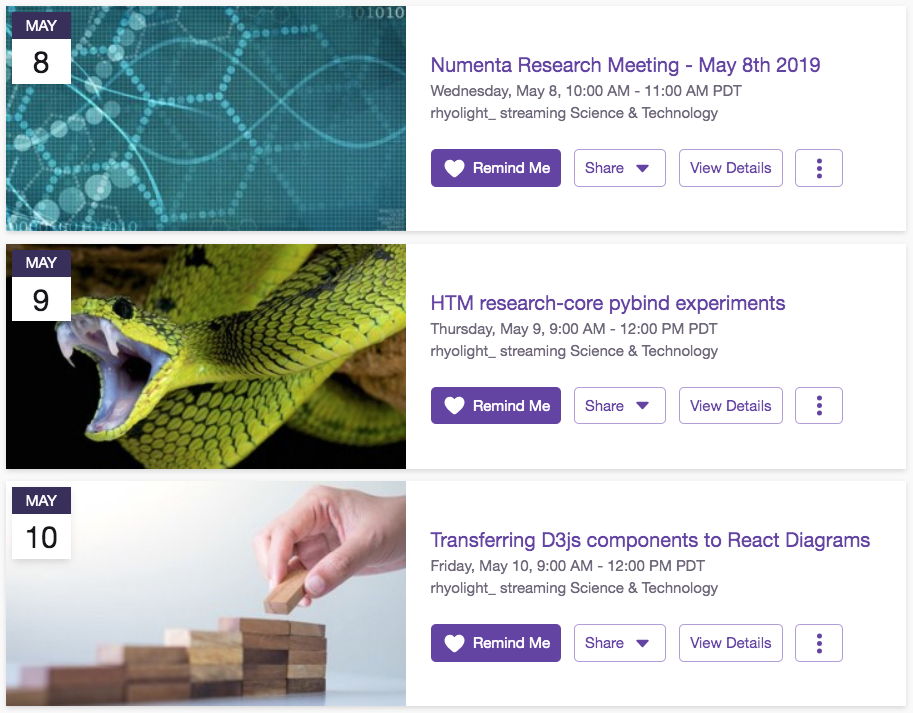 MAY
8
1010
0 010101010
Numenta Research Meeting - May 8th 2019
Wednesday, May 8, 10:00 AM - 11:00 AM PDT
rhyolight_ streaming Science & Technology
Remind Me
Share
View Details
MAY
9
HTM research-core pybind experiments
Thursday, May 9, 9:00 AM - 12:00 PM PDT
rhyolight_ streaming Science & Technology
Remind Me
Share
View Details
MAY
10
Transferring D3js components to React Diagrams
Friday, May 10, 9:00 AM - 12:00 PM PDT
rhyolight_ streaming Science & Technology
Remind Me
Share
View Details